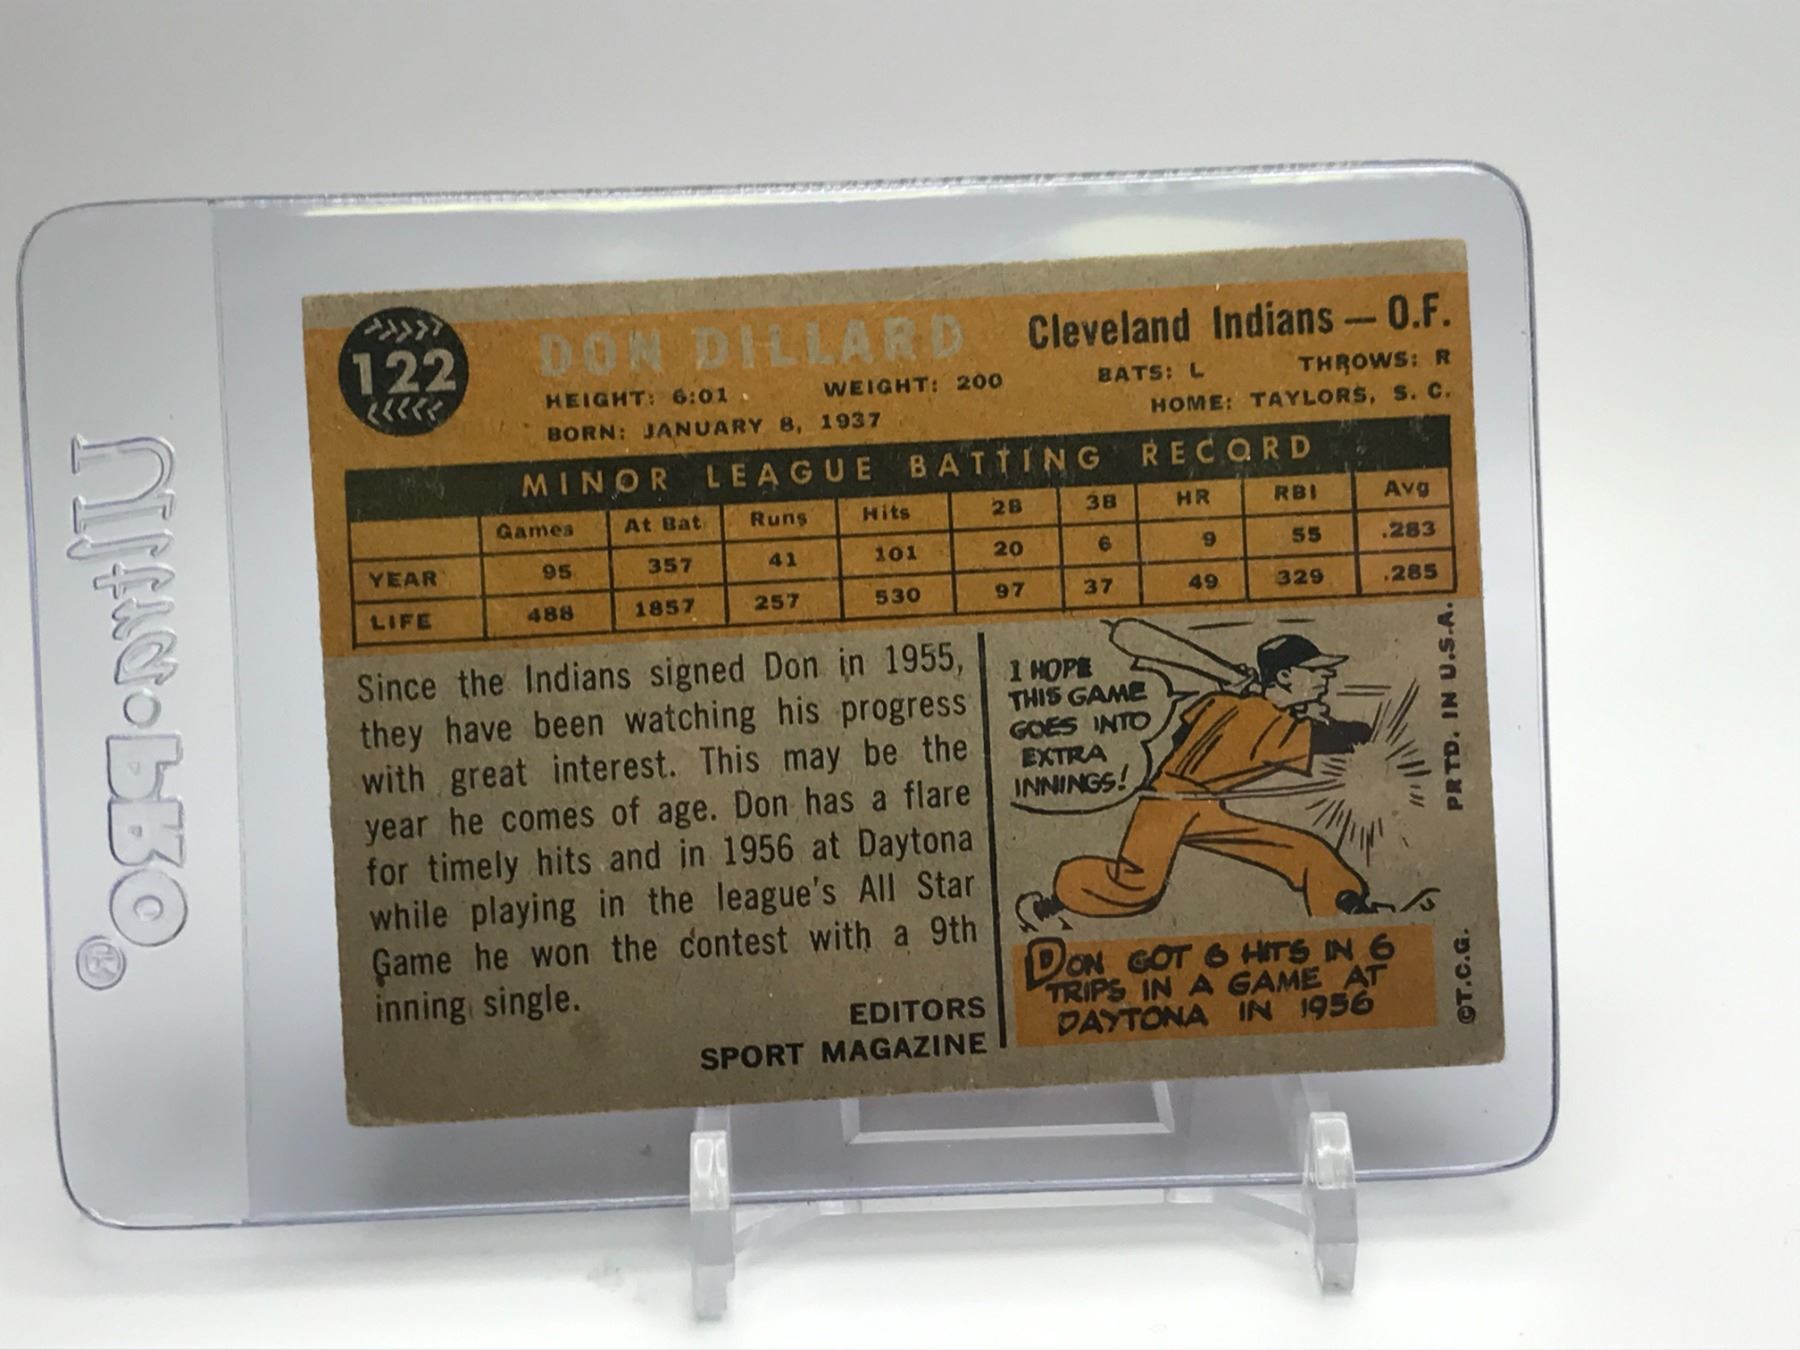 122
DON DILLARD
Cleveland Indians — O.F.
HEIGHT: 6:01 WEIGHT: 200 BATS: L THROWS: R
BORN: JANUARY 8, 1937 HOME: TAYLORS, S. C.
MINOR LEAGUE BATTING RECORD
Games At Bat Runs Hits 2B 3B HR RBI Avg
YEAR 95 357 41 101 20 6 9 55 .283
LIFE 488 1857 257 530 97 37 49 329 .285
Since the Indians signed Don in 1955,
they have been watching his progress
with great interest. This may be the
year he comes of age. Don has a flare
for timely hits and in 1956 at Daytona
while playing in the league's All Star
Game he won the contest with a 9th
inning single.
EDITORS
SPORT MAGAZINE
I HOPE
THIS GAME
GOES INTO
EXTRA
INNINGS!
DON GOT 6 HITS IN 6
TRIPS IN A GAME AT
DAYTONA IN 1956
©T.C.G. PRTD. IN U.S.A.
Ultra•PRO®